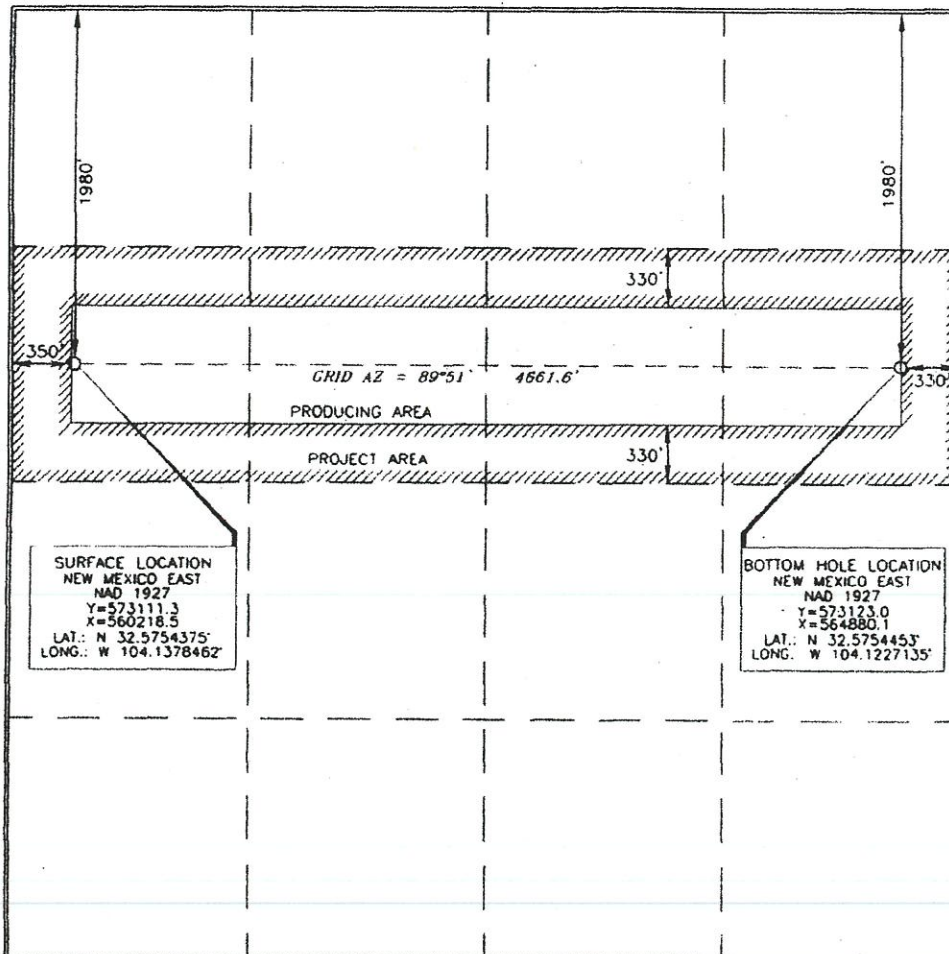 1980'
1980'
330'
350'
GRID AZ = 89°51' 4661.6'
330'
PRODUCING AREA
PROJECT AREA
330'
SURFACE LOCATION
NEW MEXICO EAST
NAD 1927
Y=573111.3
X=560218.5
LAT.: N 32.5754375°
LONG.: W 104.1378462°
BOTTOM HOLE LOCATION
NEW MEXICO EAST
NAD 1927
Y=573123.0
X=564880.1
LAT.: N 32.5754453°
LONG. W 104.1227135°